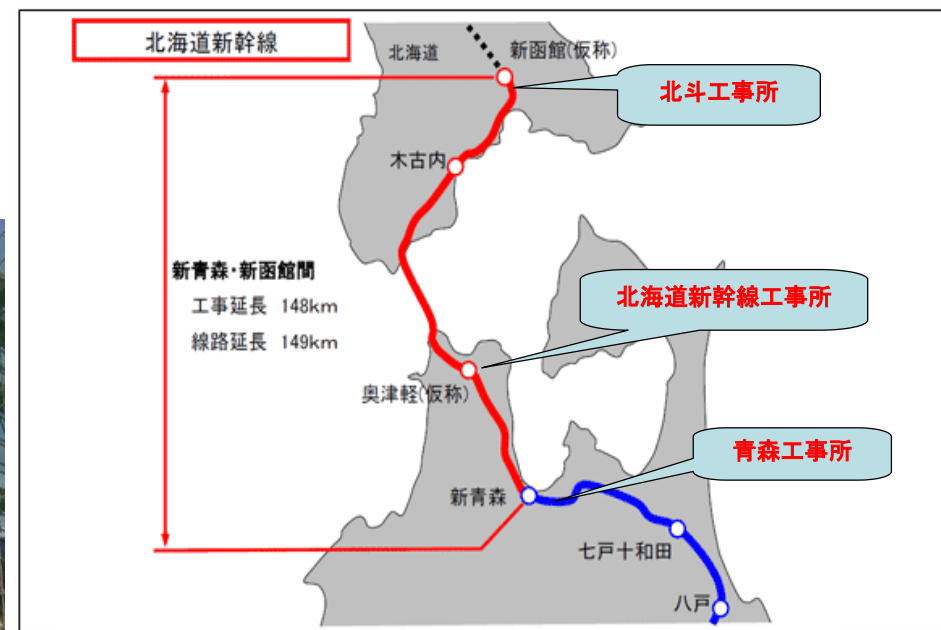 北海道新幹線
北海道
新函館(仮称)
北斗工事所
木古内
新青森・新函館間
工事延長 148km
線路延長 149km
北海道新幹線工事所
奥津軽(仮称)
青森工事所
新青森
七戸十和田
八戸